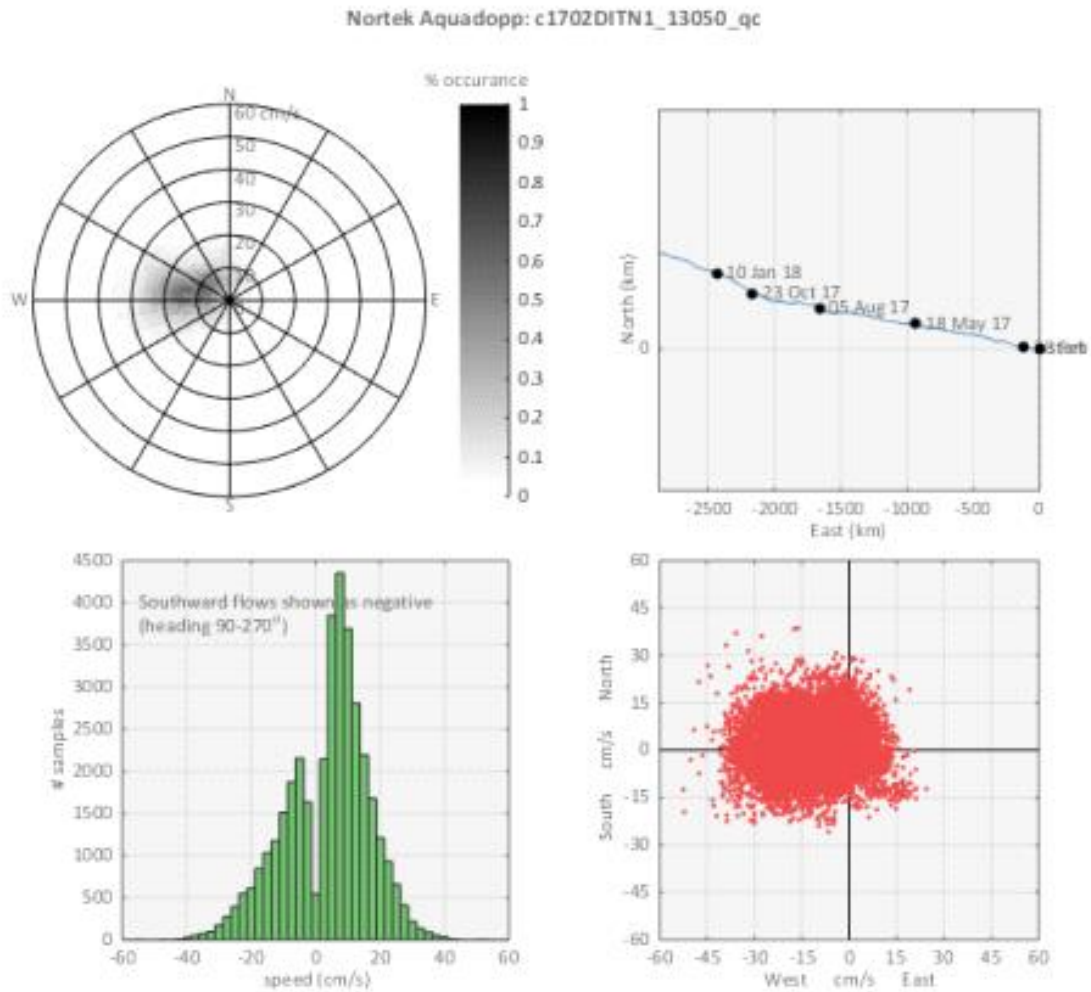 Nortek Aquadopp: c1702DITN1_13050_qc
% occurance
N
60 cm/s
50
40
30
20
W
E
S
1
0.9
0.8
0.7
0.6
0.5
0.4
0.3
0.2
0.1
0
North (km)
0
10 Jan 18
23 Oct 17
05 Aug 17
18 May 17
-2500 -2000 -1500 -1000 -500 0
East (km)
4500
4000
3500
3000
2500
2000
1500
1000
500
0
# samples
Southward flows shown as negative
(heading 90-270°)
-60 -40 -20 0 20 40 60
speed (cm/s)
60
45
30
15
0
-15
-30
-45
-60
South cm/s North
-60 -45 -30 -15 0 15 30 45 60
West cm/s East